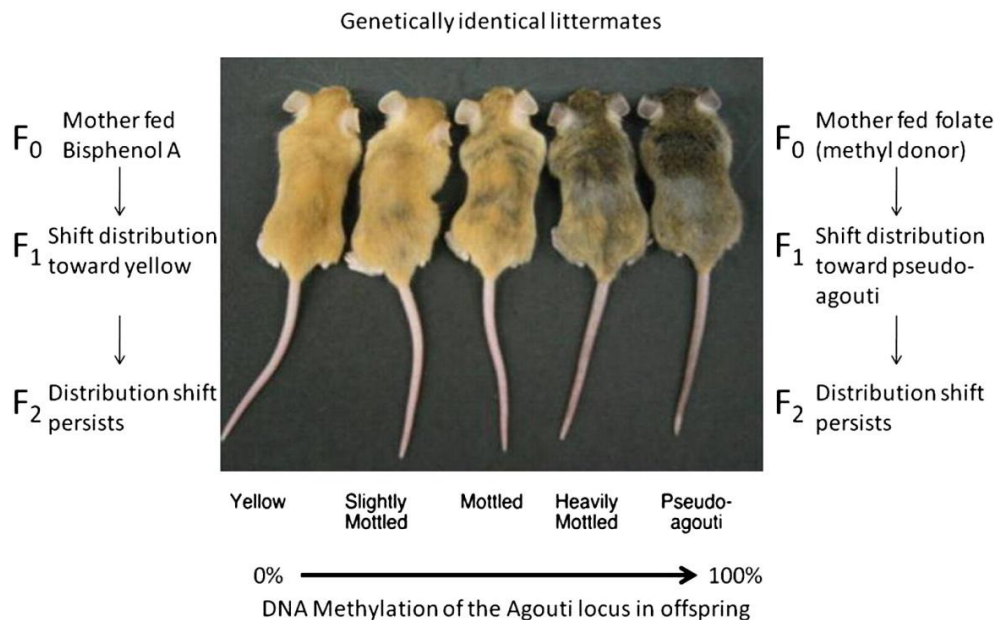 Genetically identical littermates
F0 Mother fed
Bisphenol A
F1 Shift distribution
toward yellow
F2 Distribution shift
persists
F0 Mother fed folate
(methyl donor)
F1 Shift distribution
toward pseudo-
agouti
F2 Distribution shift
persists
Yellow
Slightly
Mottled
Mottled
Heavily
Mottled
Pseudo-
agouti
0% 100%
DNA Methylation of the Agouti locus in offspring